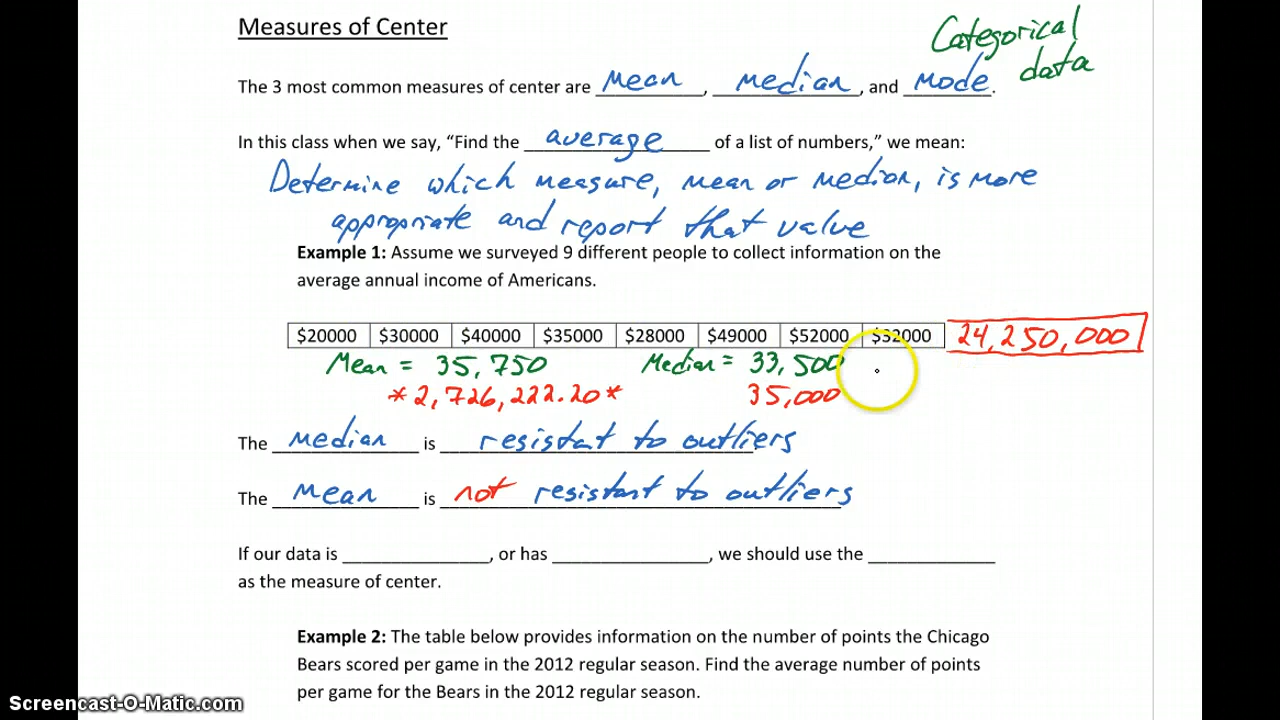 Measures of Center
Categorical
data
The 3 most common measures of center are mean, median, and mode.
In this class when we say, “Find the average of a list of numbers,” we mean:
Determine which measure, mean or median, is more
appropriate and report that value
Example 1: Assume we surveyed 9 different people to collect information on the
average annual income of Americans.
$20000 $30000 $40000 $35000 $28000 $49000 $52000 $32000 24,250,000
Mean = 35,750 Median = 33,500
*2,726,222.20* 35,000
The median is resistant to outliers
The mean is not resistant to outliers
If our data is ______________, or has ______________, we should use the ____________
as the measure of center.
Example 2: The table below provides information on the number of points the Chicago
Bears scored per game in the 2012 regular season. Find the average number of points
per game for the Bears in the 2012 regular season.
Screencast-O-Matic.com